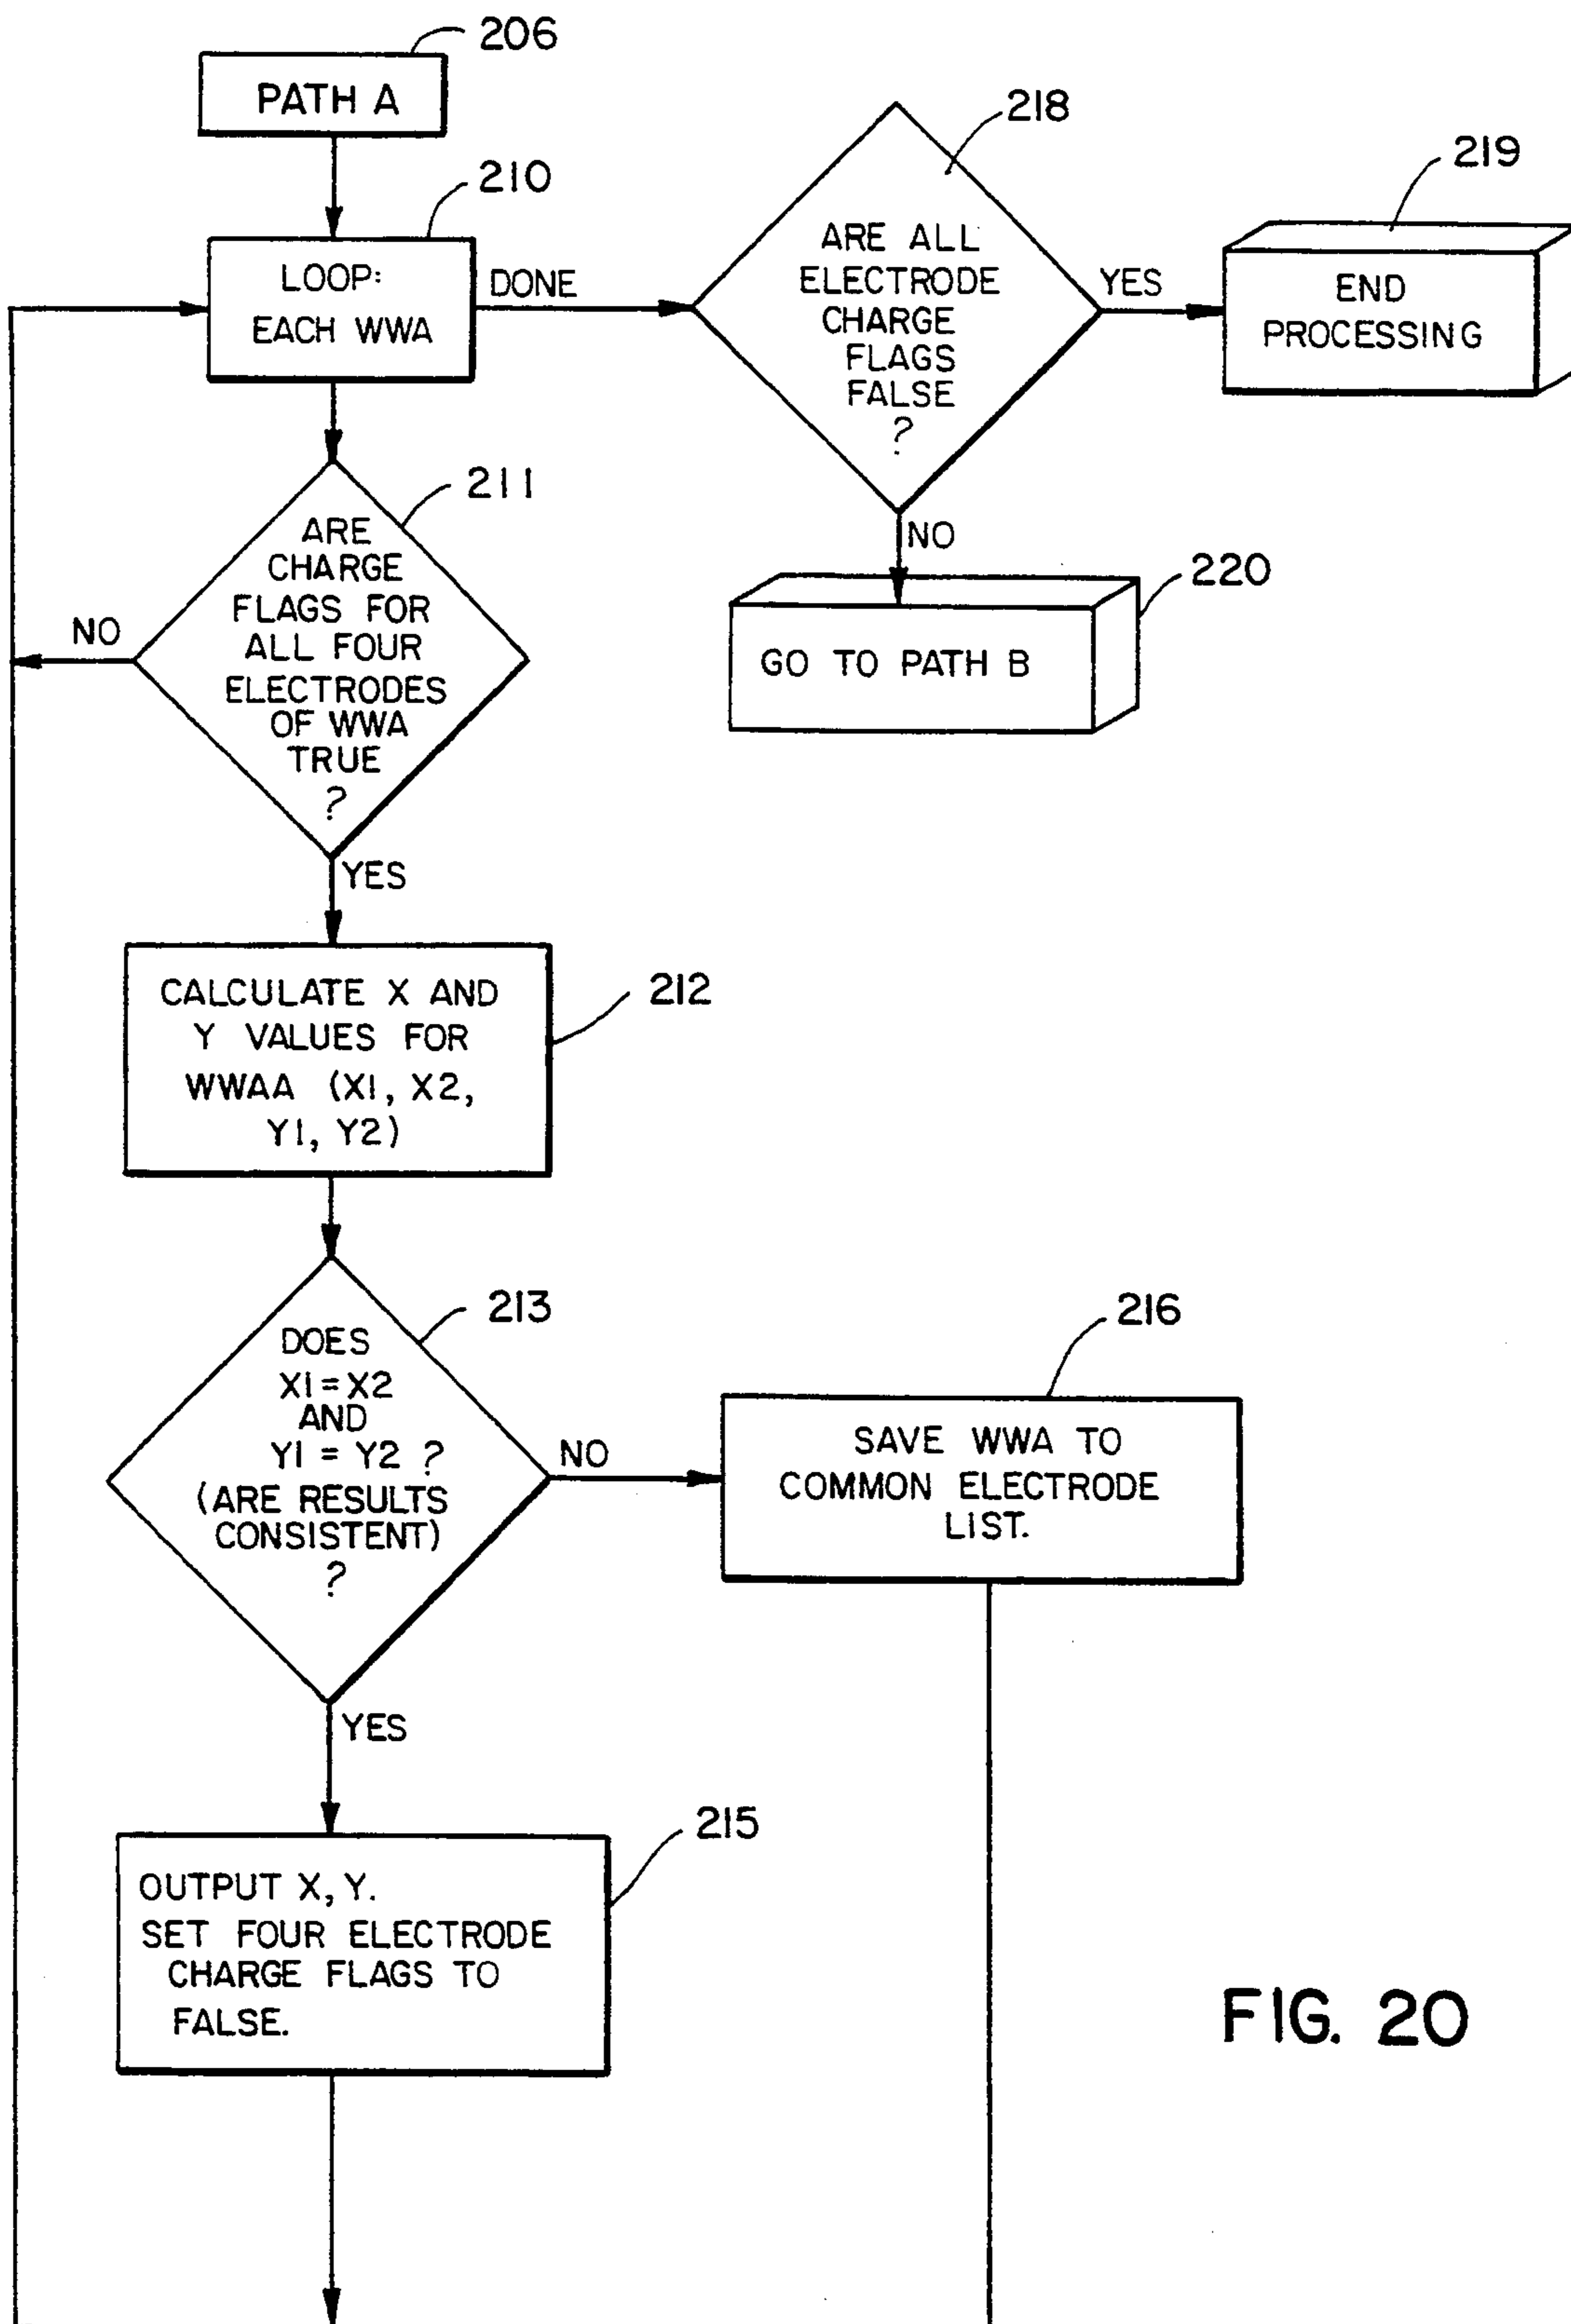 206
PATH A
210
LOOP:
EACH WWA
DONE
218
ARE ALL
ELECTRODE
CHARGE
FLAGS
FALSE
?
YES
219
END
PROCESSING
NO
220
GO TO PATH B
211
ARE
CHARGE
FLAGS FOR
ALL FOUR
ELECTRODES
OF WWA
TRUE
?
NO
YES
212
CALCULATE X AND
Y VALUES FOR
WWAA (X1, X2,
Y1, Y2)
213
DOES
X1=X2
AND
Y1 = Y2 ?
(ARE RESULTS
CONSISTENT)
?
NO
216
SAVE WWA TO
COMMON ELECTRODE
LIST.
YES
215
OUTPUT X, Y.
SET FOUR ELECTRODE
CHARGE FLAGS TO
FALSE.
FIG. 20